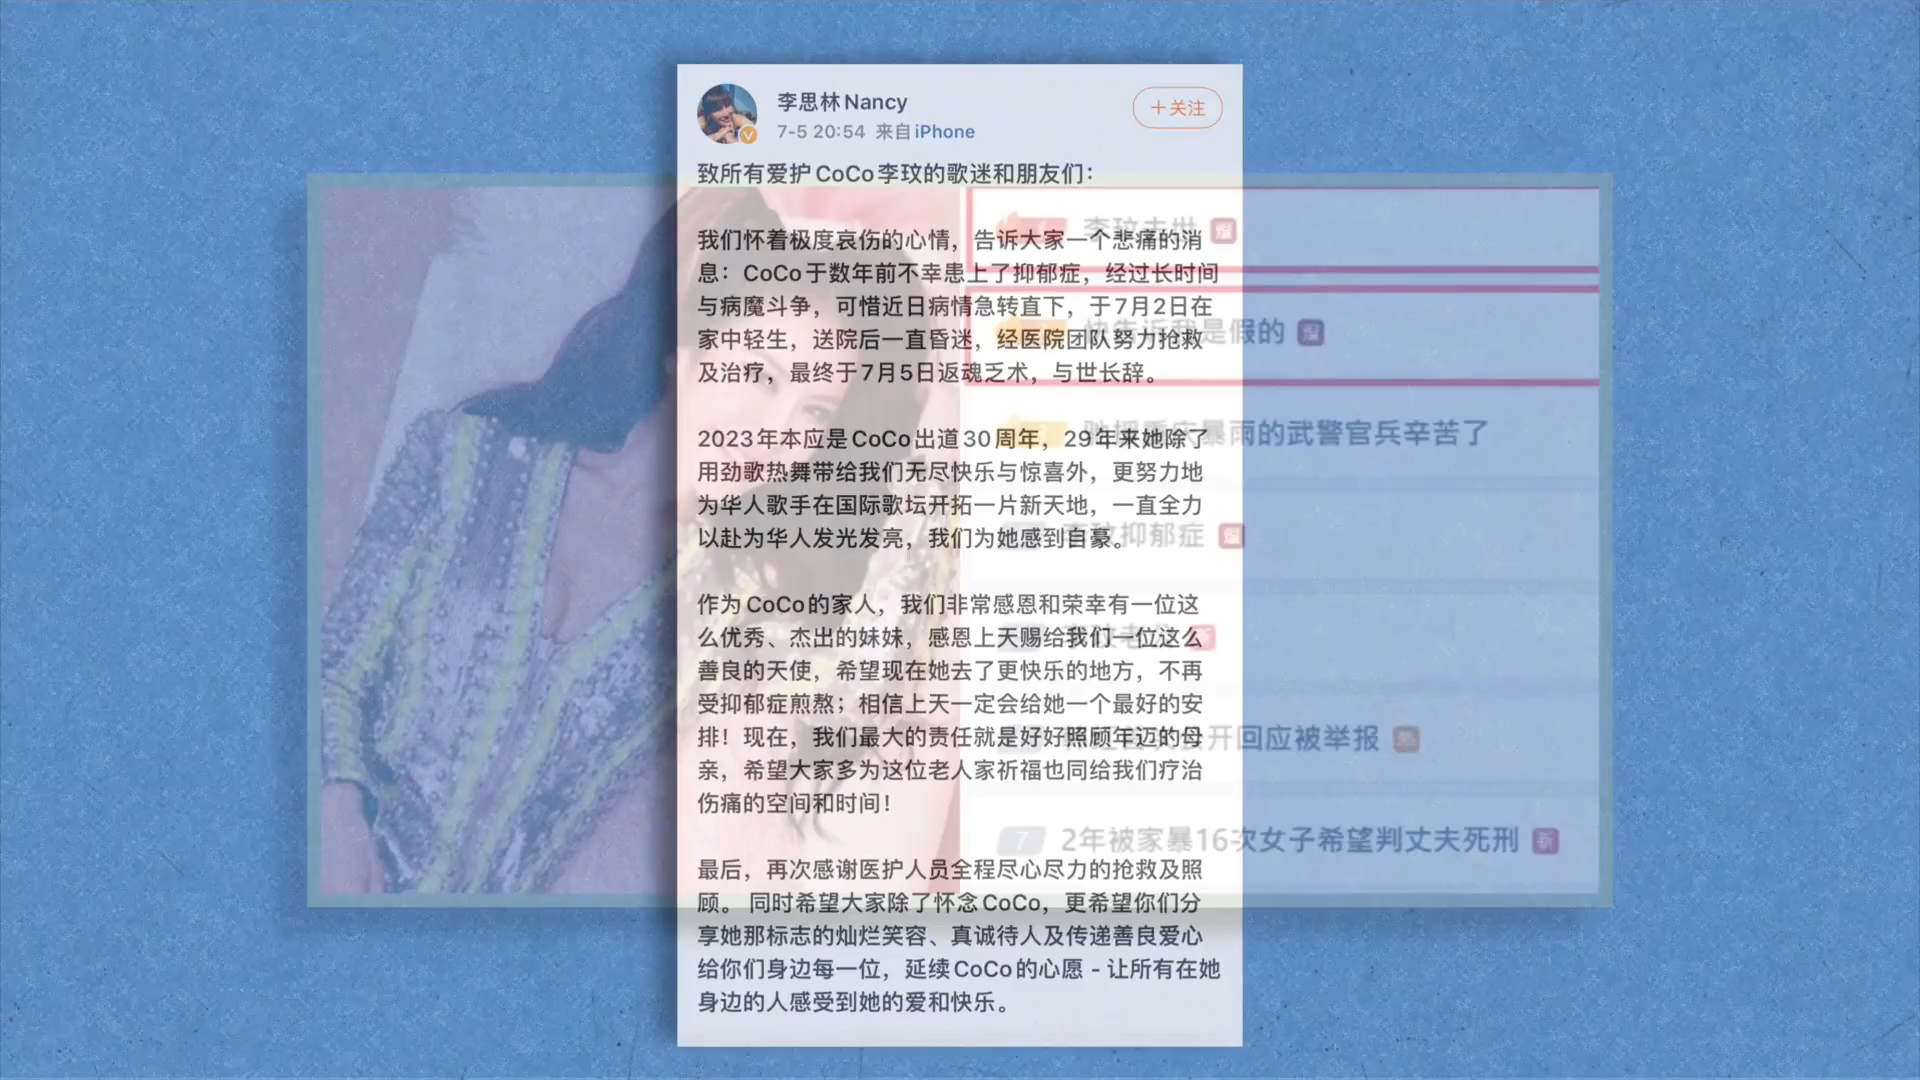 李思林Nancy
7-5 20:54 来自 iPhone
+关注
致所有爱护CoCo李玟的歌迷和朋友们：
我们怀着极度哀伤的心情，告诉大家一个悲痛的消
息：CoCo于数年前不幸患上了抑郁症，经过长时间
与病魔斗争，可惜近日病情急转直下，于7月2日在
家中轻生，送院后一直昏迷，经医院团队努力抢救
及治疗，最终于7月5日返魂乏术，与世长辞。
2023年本应是CoCo出道30周年，29年来她除了
用劲歌热舞带给我们无尽快乐与惊喜外，更努力地
为华人歌手在国际歌坛开拓一片新天地，一直全力
以赴为华人发光发亮，我们为她感到自豪。
作为CoCo的家人，我们非常感恩和荣幸有一位这
么优秀、杰出的妹妹，感恩上天赐给我们一位这么
善良的天使，希望现在她去了更快乐的地方，不再
受抑郁症煎熬；相信上天一定会给她一个最好的安
排！现在，我们最大的责任就是好好照顾年迈的母
亲，希望大家多为这位老人家祈福也同给我们疗治
伤痛的空间和时间！
最后，再次感谢医护人员全程尽心尽力的抢救及照
顾。 同时希望大家除了怀念CoCo，更希望你们分
享她那标志的灿烂笑容、真诚待人及传递善良爱心
给你们身边每一位，延续CoCo的心愿 - 让所有在她
身边的人感受到她的爱和快乐。
李玟去世 爆
快告诉我是假的 爆
暴雨的武警官兵辛苦了
李玟抑郁症 爆
新
开回应被举报 热
7 2年被家暴16次女子希望判丈夫死刑 新